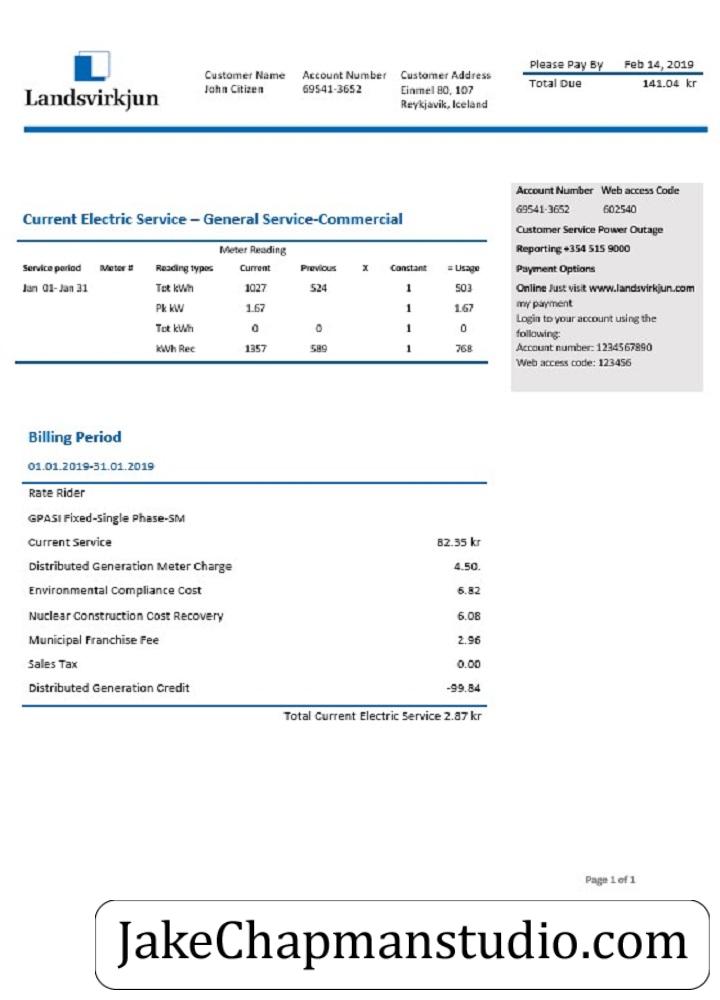 Landsvirkjun
Customer Name Account Number Customer Address
John Citizen 69541-3652 Einmel 80, 107
Reykjavik, Iceland
Please Pay By Feb 14, 2019
Total Due 141.04 kr
Current Electric Service – General Service-Commercial
Meter Reading
Service period Meter # Reading types Current Previous X Constant = Usage
Jan 01- Jan 31 Tot kWh 1027 524 1 503
Pk kW 1.67 1 1.67
Tot kWh 0 0 1 0
kWh Rec 1357 589 1 768
Account Number Web access Code
69541-3652 602540
Customer Service Power Outage
Reporting +354 515 9000
Payment Options
Online Just visit www.landsvirkjun.com
my payment
Login to your account using the
following:
Account number: 1234567890
Web access code: 123456
Billing Period
01.01.2019-31.01.2019
Rate Rider
GPASI Fixed-Single Phase-SM
Current Service 82.35 kr
Distributed Generation Meter Charge 4.50.
Environmental Compliance Cost 6.82
Nuclear Construction Cost Recovery 6.08
Municipal Franchise Fee 2.96
Sales Tax 0.00
Distributed Generation Credit -99.84
Total Current Electric Service 2.87 kr
Page 1 of 1
JakeChapmanstudio.com